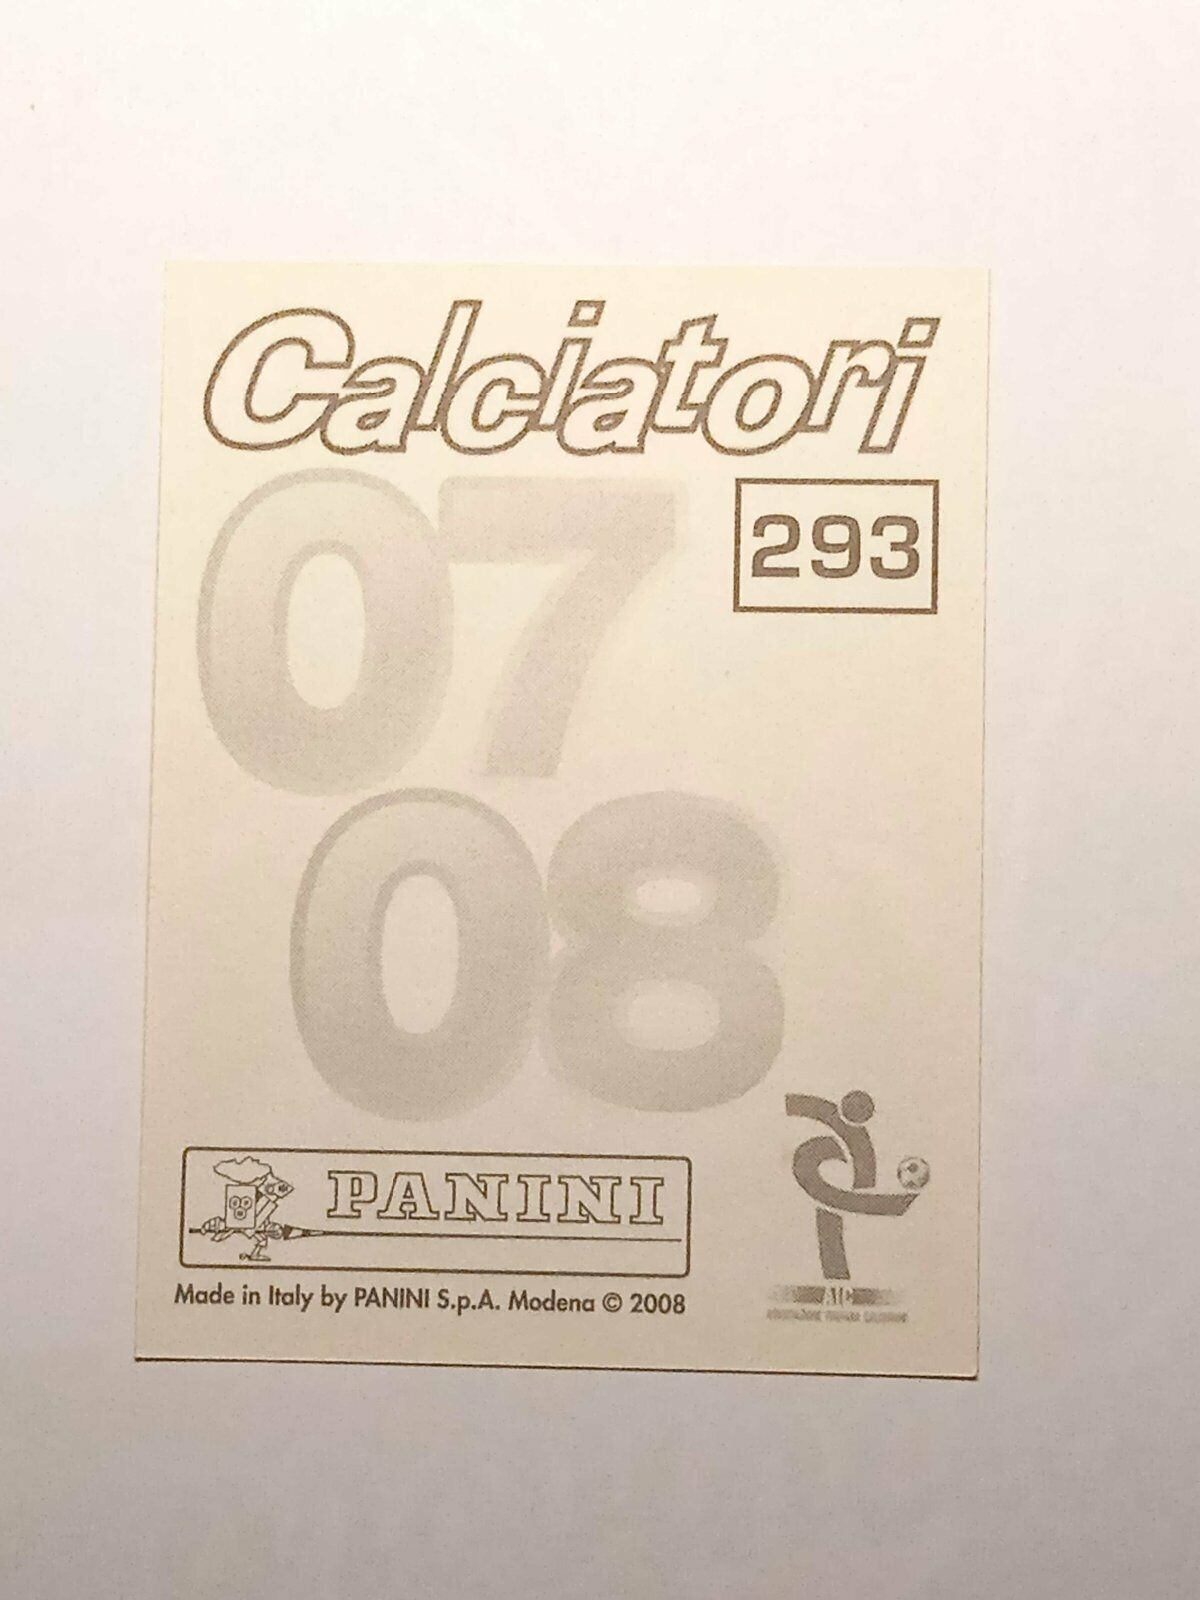 Calciatori
07
293
08
PANINI
Made in Italy by PANINI S.p.A. Modena © 2008
AIC